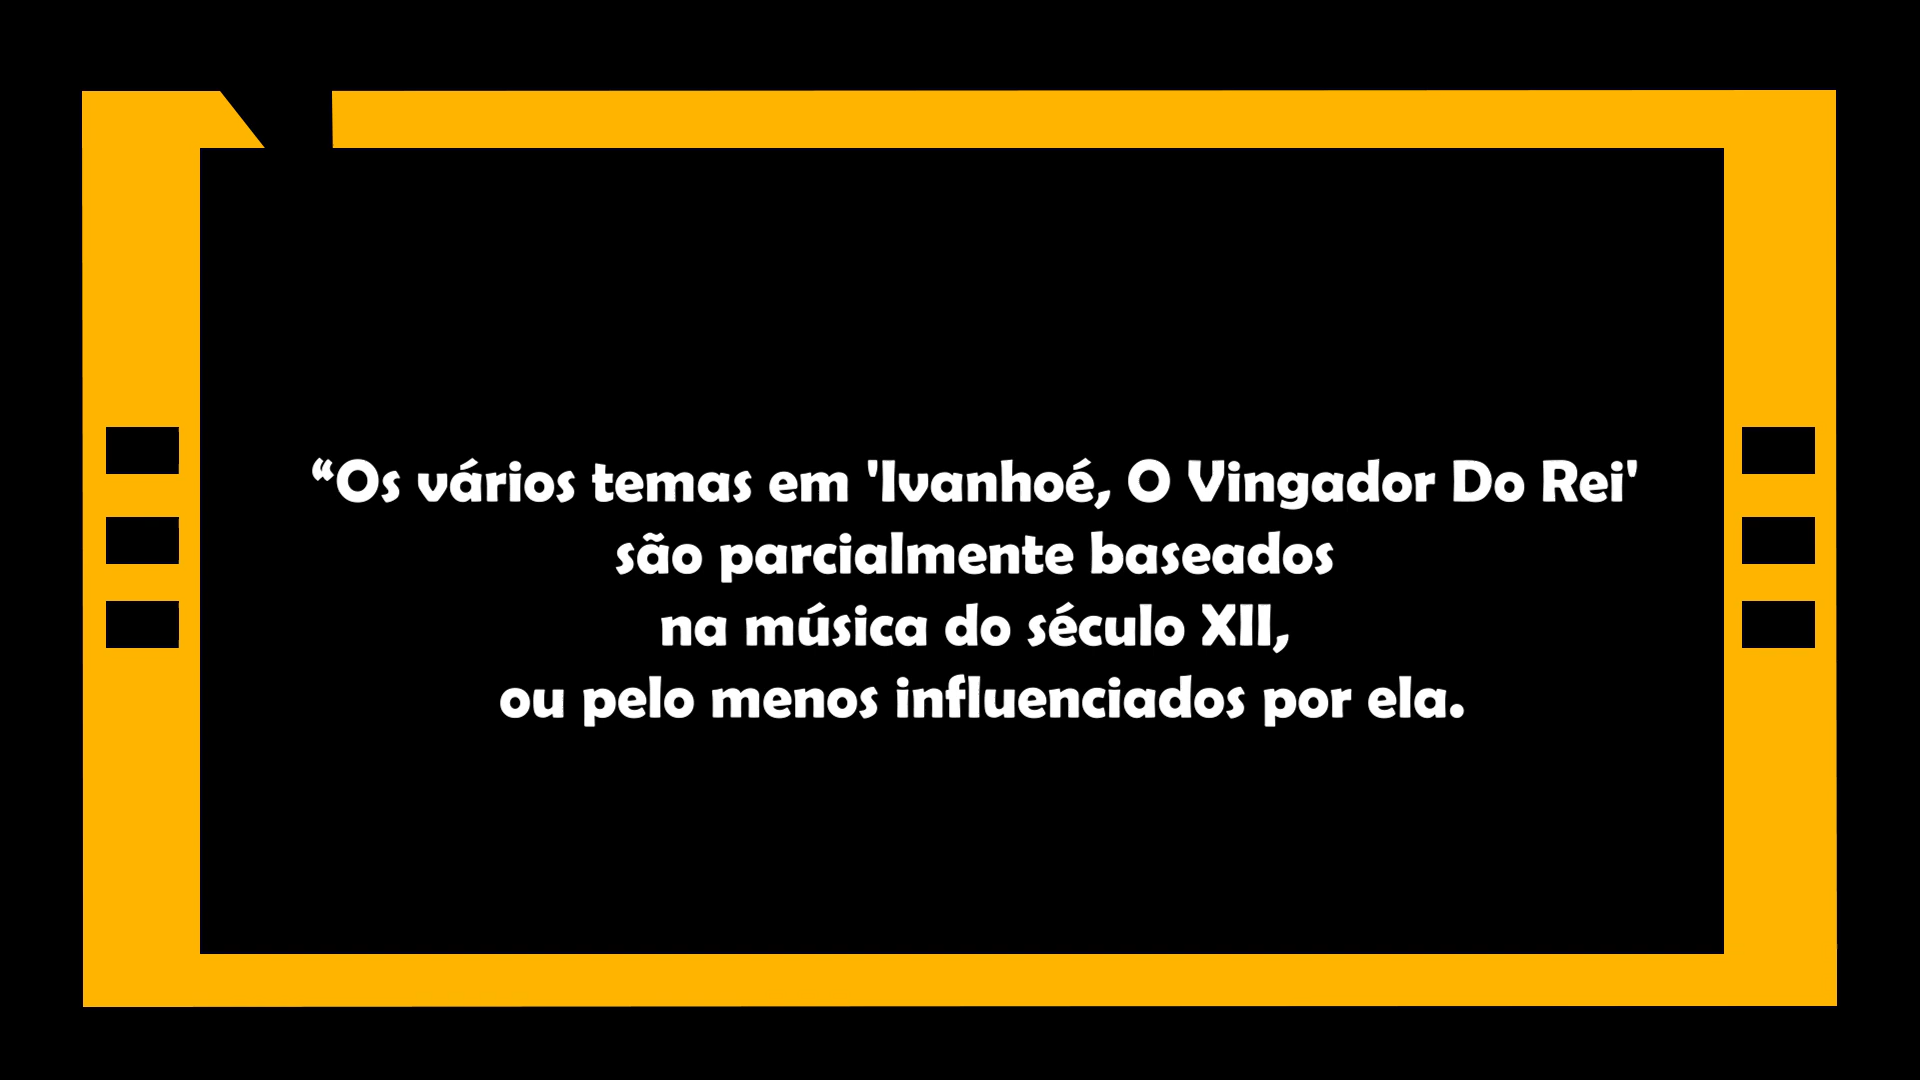 “Os vários temas em 'Ivanhoé, O Vingador Do Rei'
são parcialmente baseados
na música do século XII,
ou pelo menos influenciados por ela.